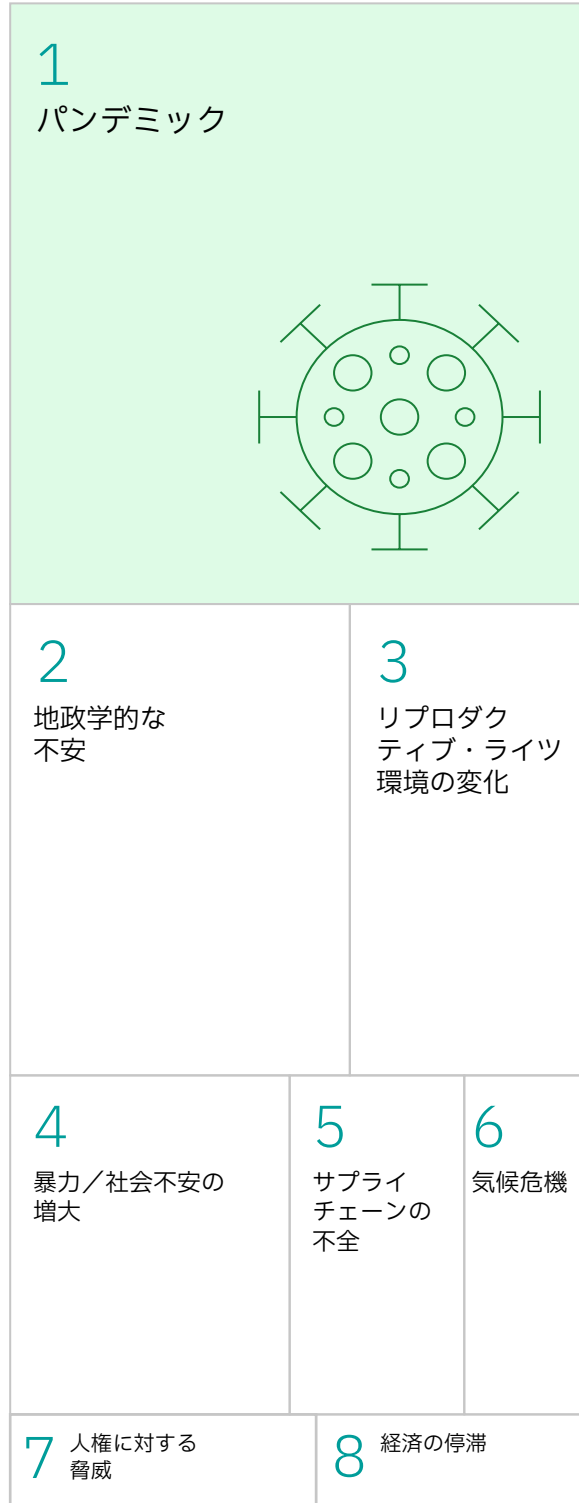 1
パンデミック
2
地政学的な
不安
3
リプロダク
ティブ・ライツ
環境の変化
4
暴力／社会不安の
増大
5
サプライ
チェーンの
不全
6
気候危機
7
人権に対する
脅威
8
経済の停滞